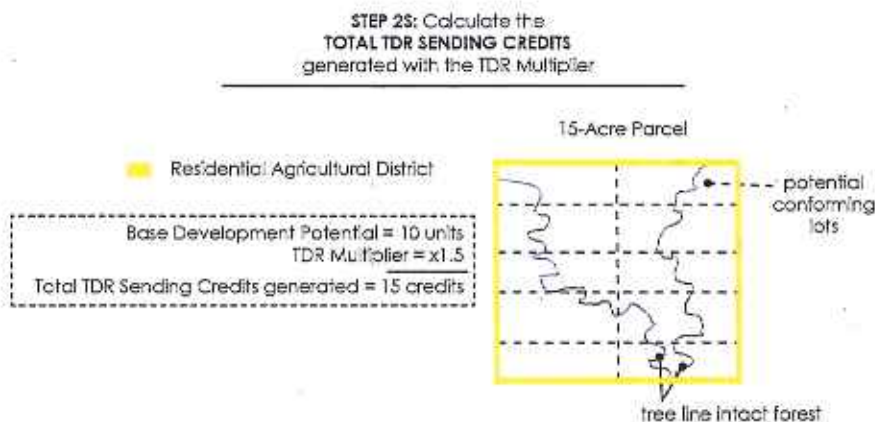 STEP 2S: Calculate the
TOTAL TDR SENDING CREDITS
generated with the TDR Multiplier
15-Acre Parcel
Residential Agricultural District
potential
conforming
lots
Base Development Potential = 10 units
TDR Multiplier = x1.5
Total TDR Sending Credits generated = 15 credits
tree line intact forest